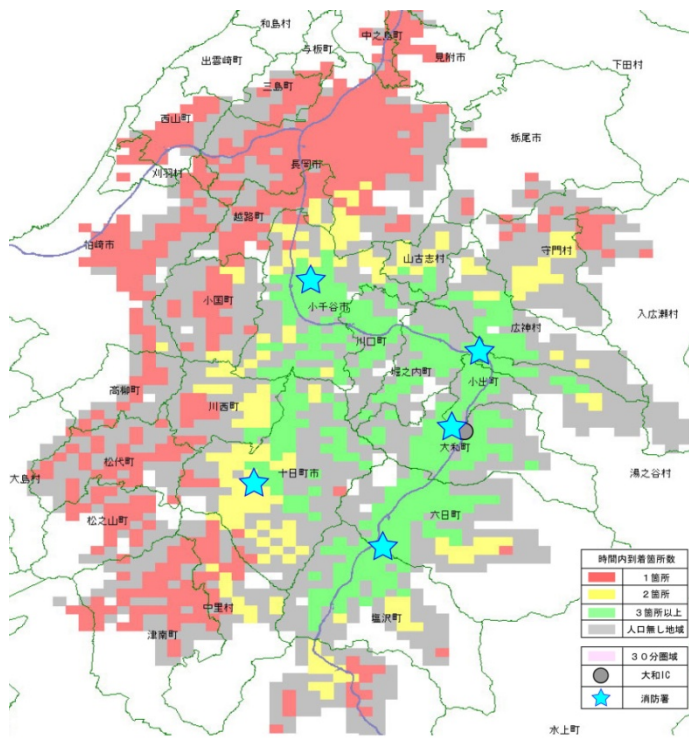 和島村
中之島町
与板町
見附市
出雲崎町
下田村
三島町
西山町
栃尾市
長岡市
刈羽村
越路町
柏崎市
守門村
山古志村
小国町
小千谷市
入広瀬村
広神村
川口町
堀之内町
小出町
高柳町
川西町
大和町
松代町
十日町市
湯之谷村
大島村
六日町
松之山町
中里村
塩沢町
津南町
水上町
時間内到着箇所数
1箇所
2箇所
3箇所以上
人口無し地域
30分圏域
大和IC
消防署